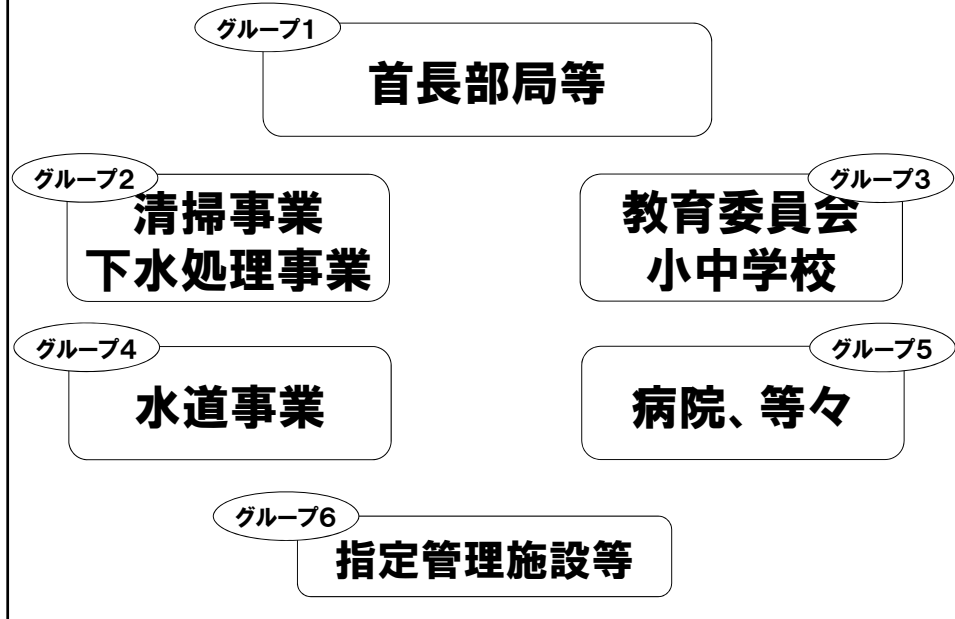 グループ1
首長部局等
グループ2
清掃事業
下水処理事業
グループ3
教育委員会
小中学校
グループ4
水道事業
グループ5
病院、等々
グループ6
指定管理施設等